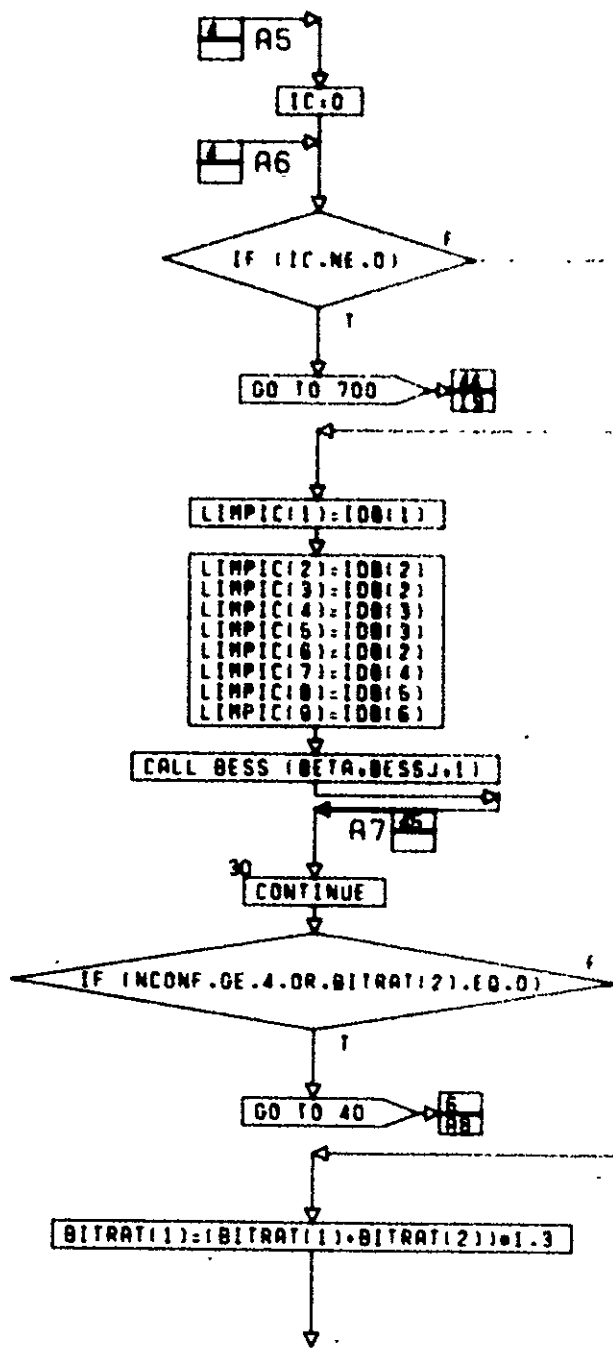 4
A5
IC=0
4
A6
IF (IC.NE.0)
F
T
GO TO 700
LIMPIC(1)=IDB(1)
LIMPIC(2)=IDB(2)
LIMPIC(3)=IDB(2)
LIMPIC(4)=IDB(3)
LIMPIC(5)=IDB(3)
LIMPIC(6)=IDB(2)
LIMPIC(7)=IDB(4)
LIMPIC(8)=IDB(5)
LIMPIC(9)=IDB(6)
CALL BESS (BETA,BESSJ,1)
A7
30
CONTINUE
IF (NCONF.GE.4.OR.BITRAT(2).EQ.0)
F
T
GO TO 40
6
A8
BITRAT(1)=(BITRAT(1)+BITRAT(2))*1.3